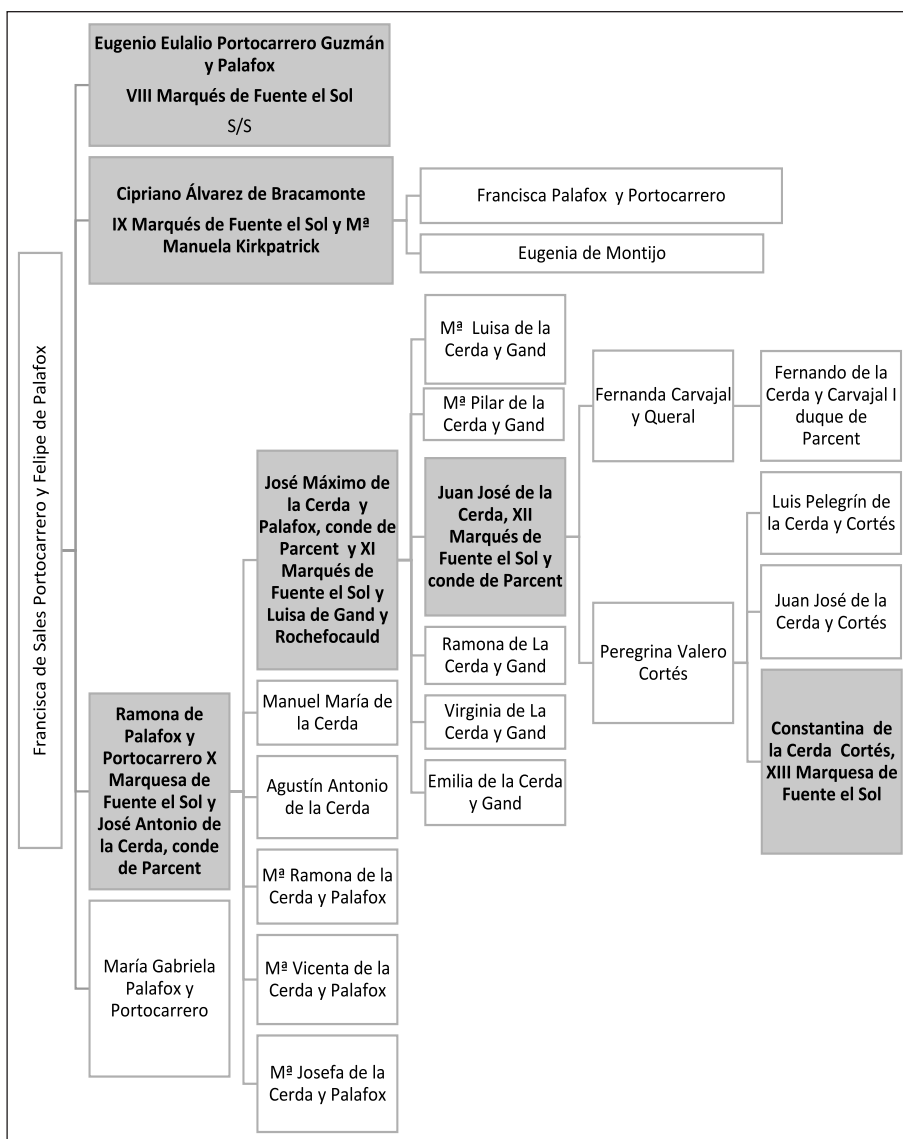 Eugenio Eulalio Portocarrero Guzmán
y Palafox
VIII Marqués de Fuente el Sol
S/S
Cipriano Álvarez de Bracamonte
IX Marqués de Fuente el Sol y Mª
Manuela Kirkpatrick
Francisca Palafox y Portocarrero
Eugenia de Montijo
Francisca de Sales Portocarrero y Felipe de Palafox
Mª Luisa de la
Cerda y Gand
Mª Pilar de la
Cerda y Gand
José Máximo de
la Cerda y
Palafox, conde de
Parcent y XI
Marqués de
Fuente el Sol y
Luisa de Gand y
Rochefocauld
Juan José de la
Cerda, XII
Marqués de
Fuente el Sol y
conde de Parcent
Fernanda Carvajal
y Queral
Fernando de la
Cerda y Carvajal I
duque de
Parcent
Luis Pelegrín de
la Cerda y Cortés
Juan José de la
Cerda y Cortés
Peregrina Valero
Cortés
Constantina de
la Cerda Cortés,
XIII Marquesa de
Fuente el Sol
Ramona de La
Cerda y Gand
Virginia de La
Cerda y Gand
Emilia de la Cerda
y Gand
Ramona de
Palafox y
Portocarrero X
Marquesa de
Fuente el Sol y
José Antonio de
la Cerda, conde
de Parcent
Manuel María de
la Cerda
Agustín Antonio
de la Cerda
Mª Ramona de la
Cerda y Palafox
Mª Vicenta de la
Cerda y Palafox
Mª Josefa de la
Cerda y Palafox
María Gabriela
Palafox y
Portocarrero